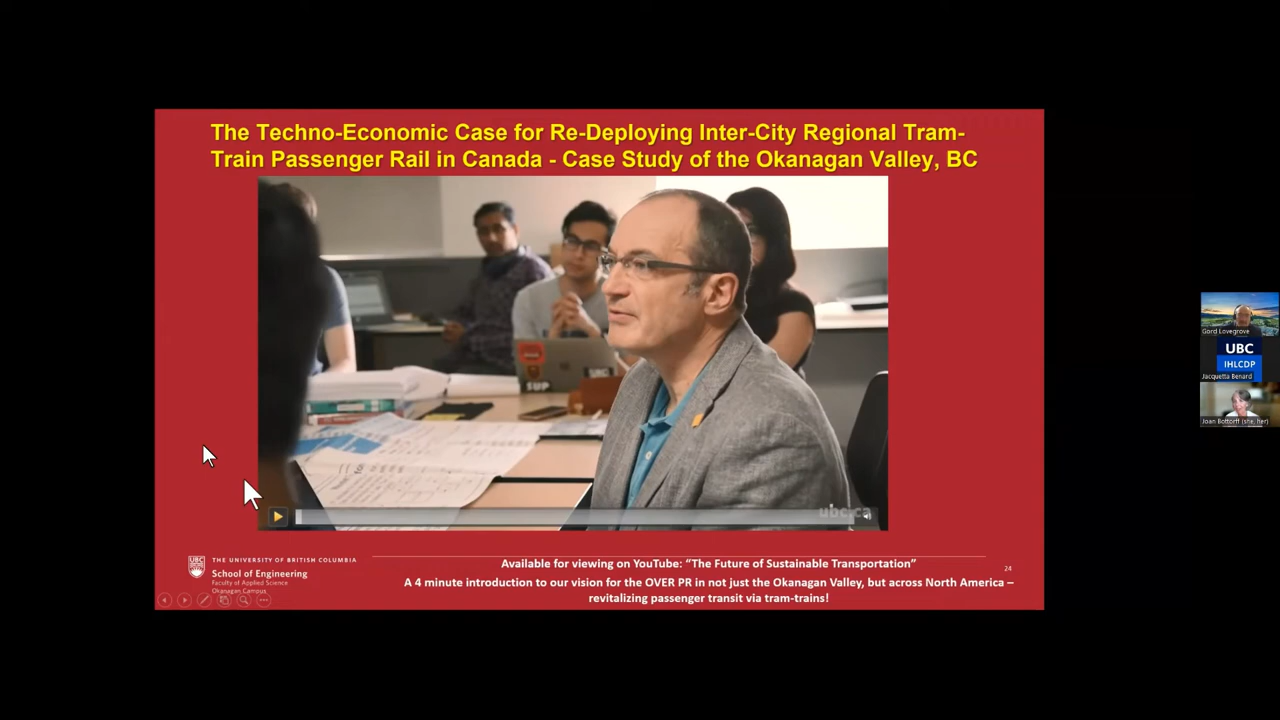 The Techno-Economic Case for Re-Deploying Inter-City Regional Tram-
Train Passenger Rail in Canada - Case Study of the Okanagan Valley, BC
SUP
UBC
ubc.ca
THE UNIVERSITY OF BRITISH COLUMBIA
School of Engineering
Faculty of Applied Science
Okanagan Campus
Available for viewing on YouTube: “The Future of Sustainable Transportation”
A 4 minute introduction to our vision for the OVER PR in not just the Okanagan Valley, but across North America –
revitalizing passenger transit via tram-trains!
24
Gord Lovegrove
UBC
IHLCDP
Jacquetta Benard
Joan Bottorff (she, her)